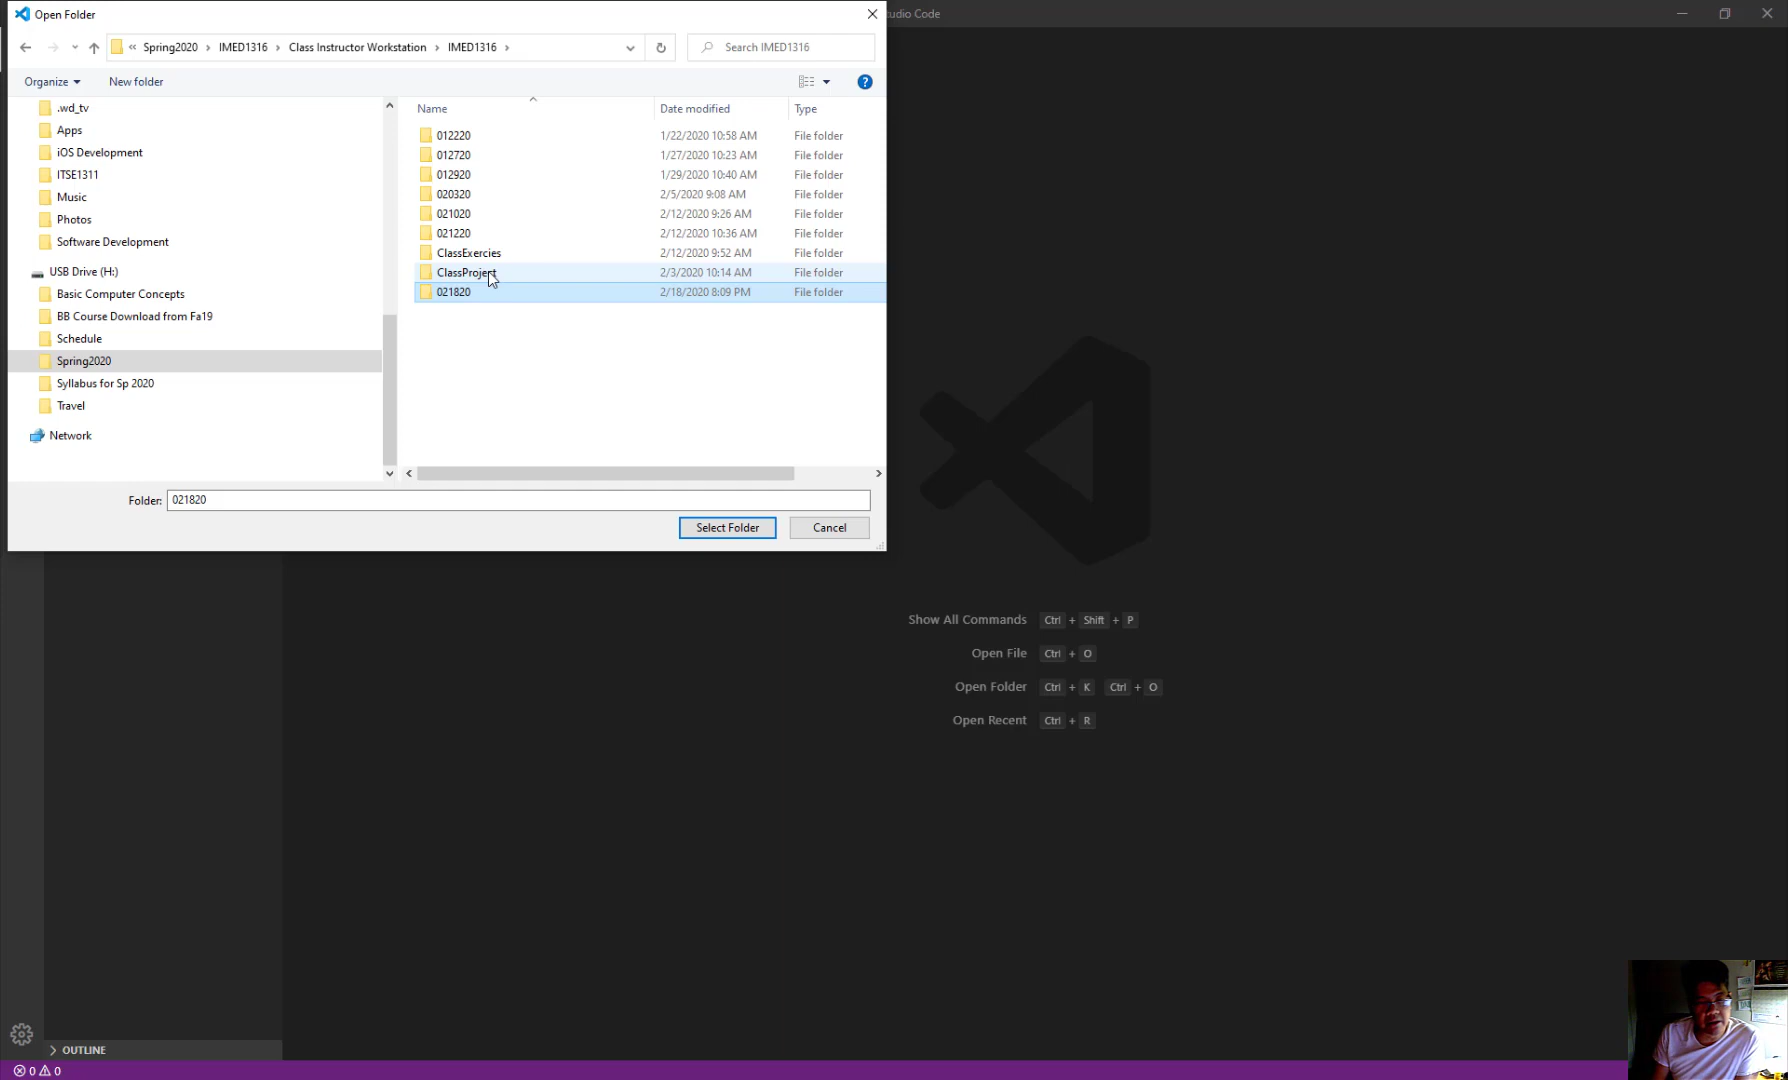 Open Folder
udio Code
« Spring2020 > IMED1316 > Class Instructor Workstation > IMED1316 >
Search IMED1316
Organize
New folder
.wd_tv
Apps
iOS Development
ITSE1311
Music
Photos
Software Development
USB Drive (H:)
Basic Computer Concepts
BB Course Download from Fa19
Schedule
Spring2020
Syllabus for Sp 2020
Travel
Network
Name Date modified Type
012220 1/22/2020 10:58 AM File folder
012720 1/27/2020 10:23 AM File folder
012920 1/29/2020 10:40 AM File folder
020320 2/5/2020 9:08 AM File folder
021020 2/12/2020 9:26 AM File folder
021220 2/12/2020 10:36 AM File folder
ClassExercies 2/12/2020 9:52 AM File folder
ClassProject 2/3/2020 10:14 AM File folder
021820 2/18/2020 8:09 PM File folder
Folder: 021820
Select Folder Cancel
Show All Commands Ctrl + Shift + P
Open File Ctrl + O
Open Folder Ctrl + K Ctrl + O
Open Recent Ctrl + R
OUTLINE
0 0